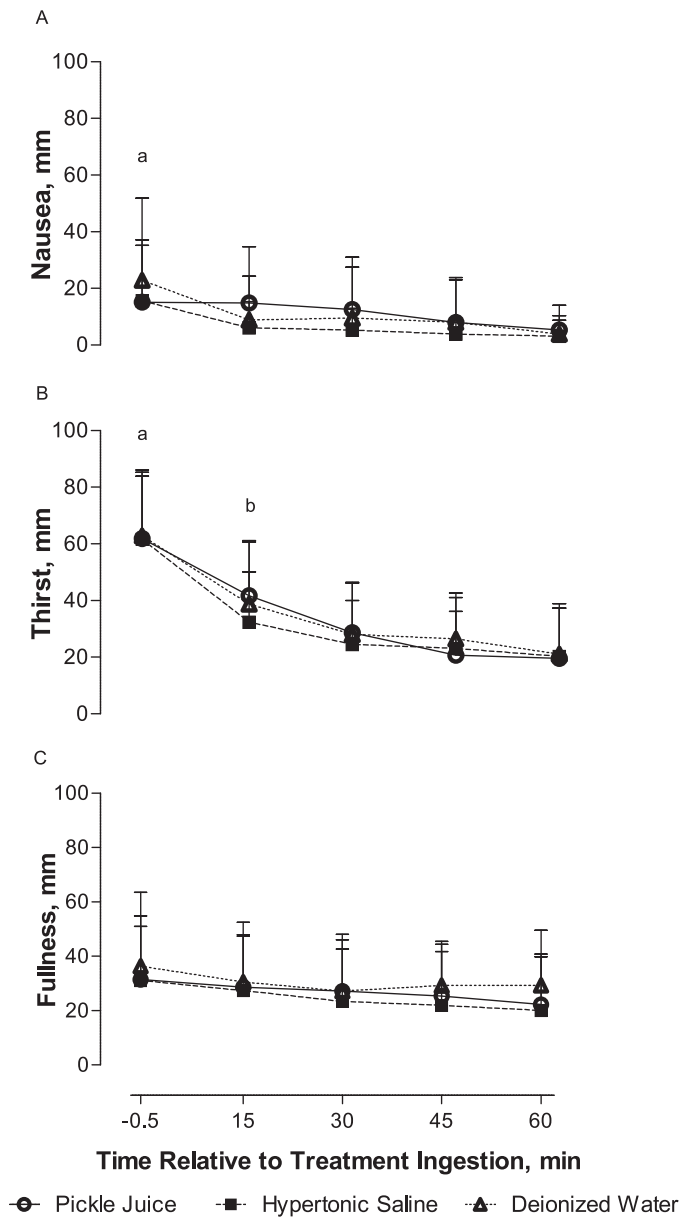 A
100
80
a
60
Nausea, mm
40
20
0
B
100
a
80
b
60
Thirst, mm
40
20
0
C
100
80
60
Fullness, mm
40
20
0
-0.5 15 30 45 60
Time Relative to Treatment Ingestion, min
Pickle Juice Hypertonic Saline Deionized Water